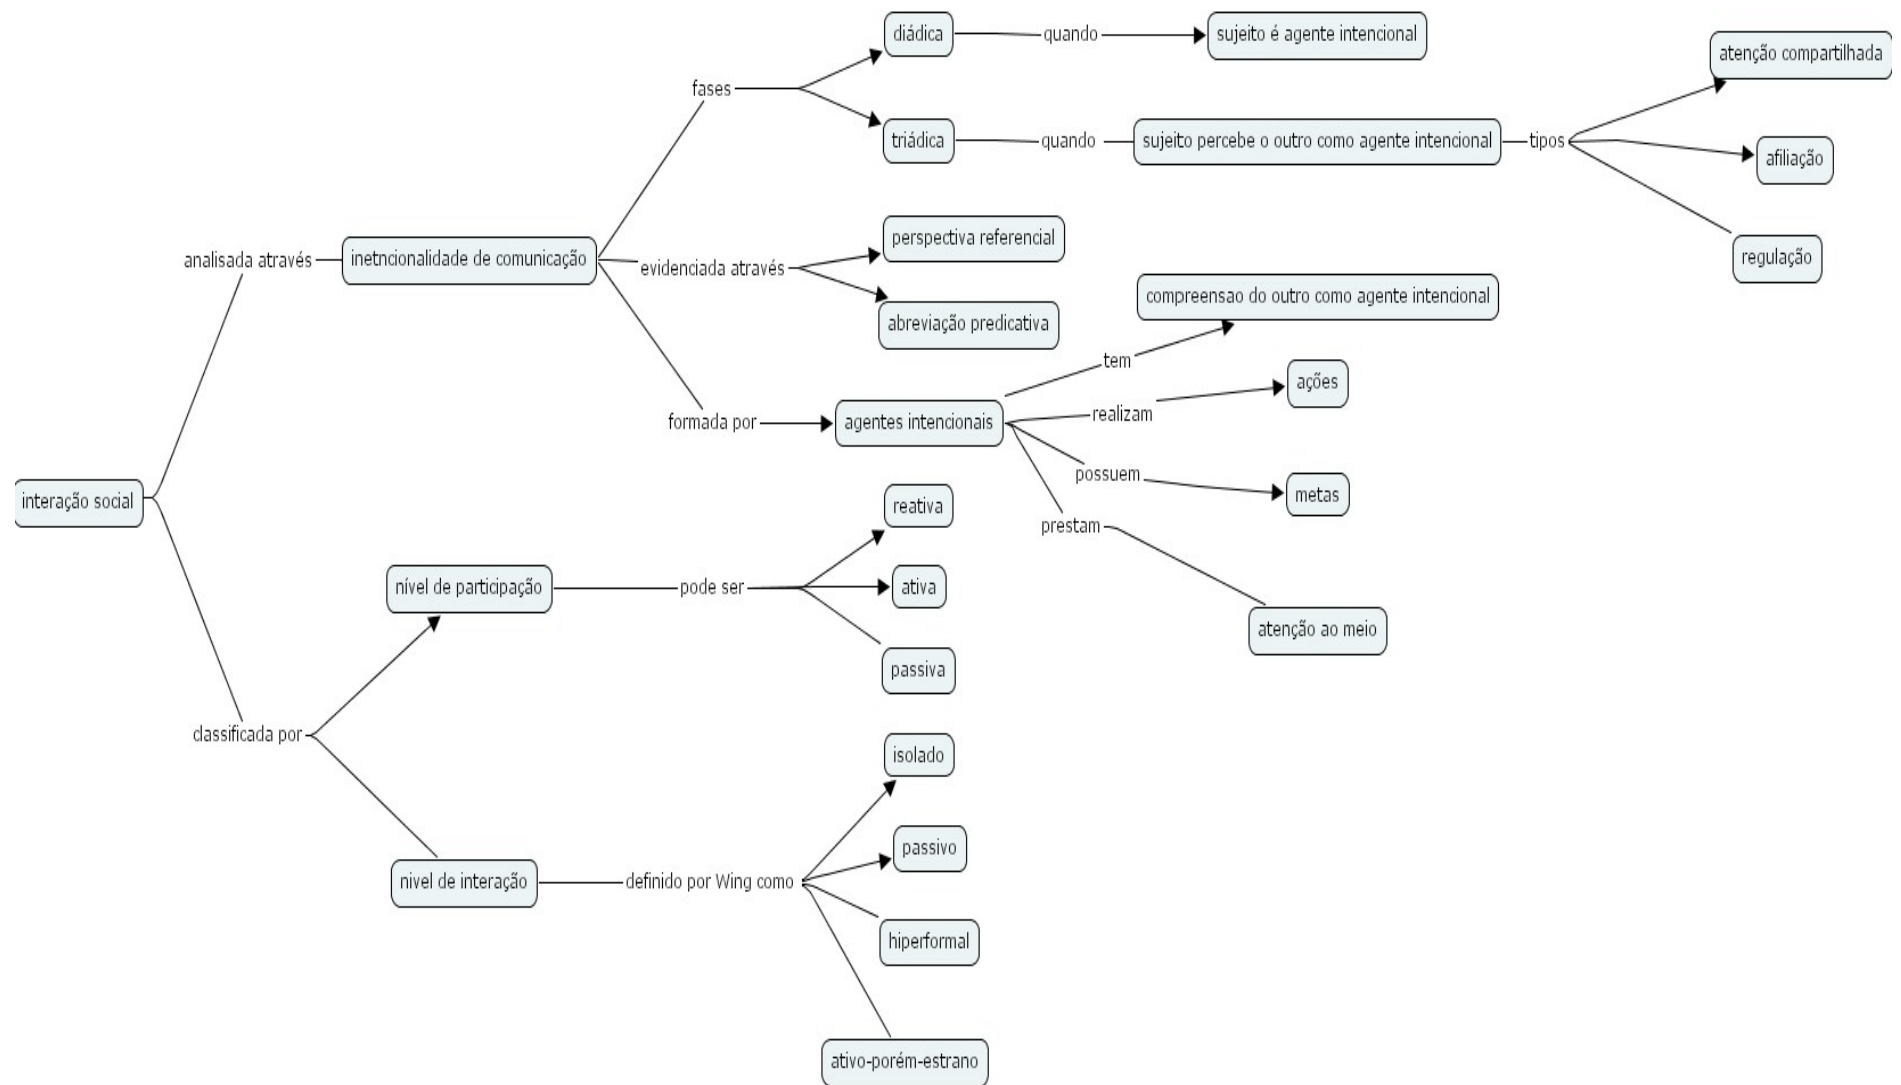 diádica
quando
sujeito é agente intencional
atenção compartilhada
fases
triádica
quando
sujeito percebe o outro como agente intencional
tipos
afiliação
regulação
analisada através
inetncionalidade de comunicação
evidenciada através
perspectiva referencial
abreviação predicativa
compreensao do outro como agente intencional
tem
formada por
agentes intencionais
realizam
ações
possuem
metas
prestam
atenção ao meio
interação social
nível de participação
pode ser
reativa
ativa
passiva
classificada por
nivel de interação
definido por Wing como
isolado
passivo
hiperformal
ativo-porém-estrano